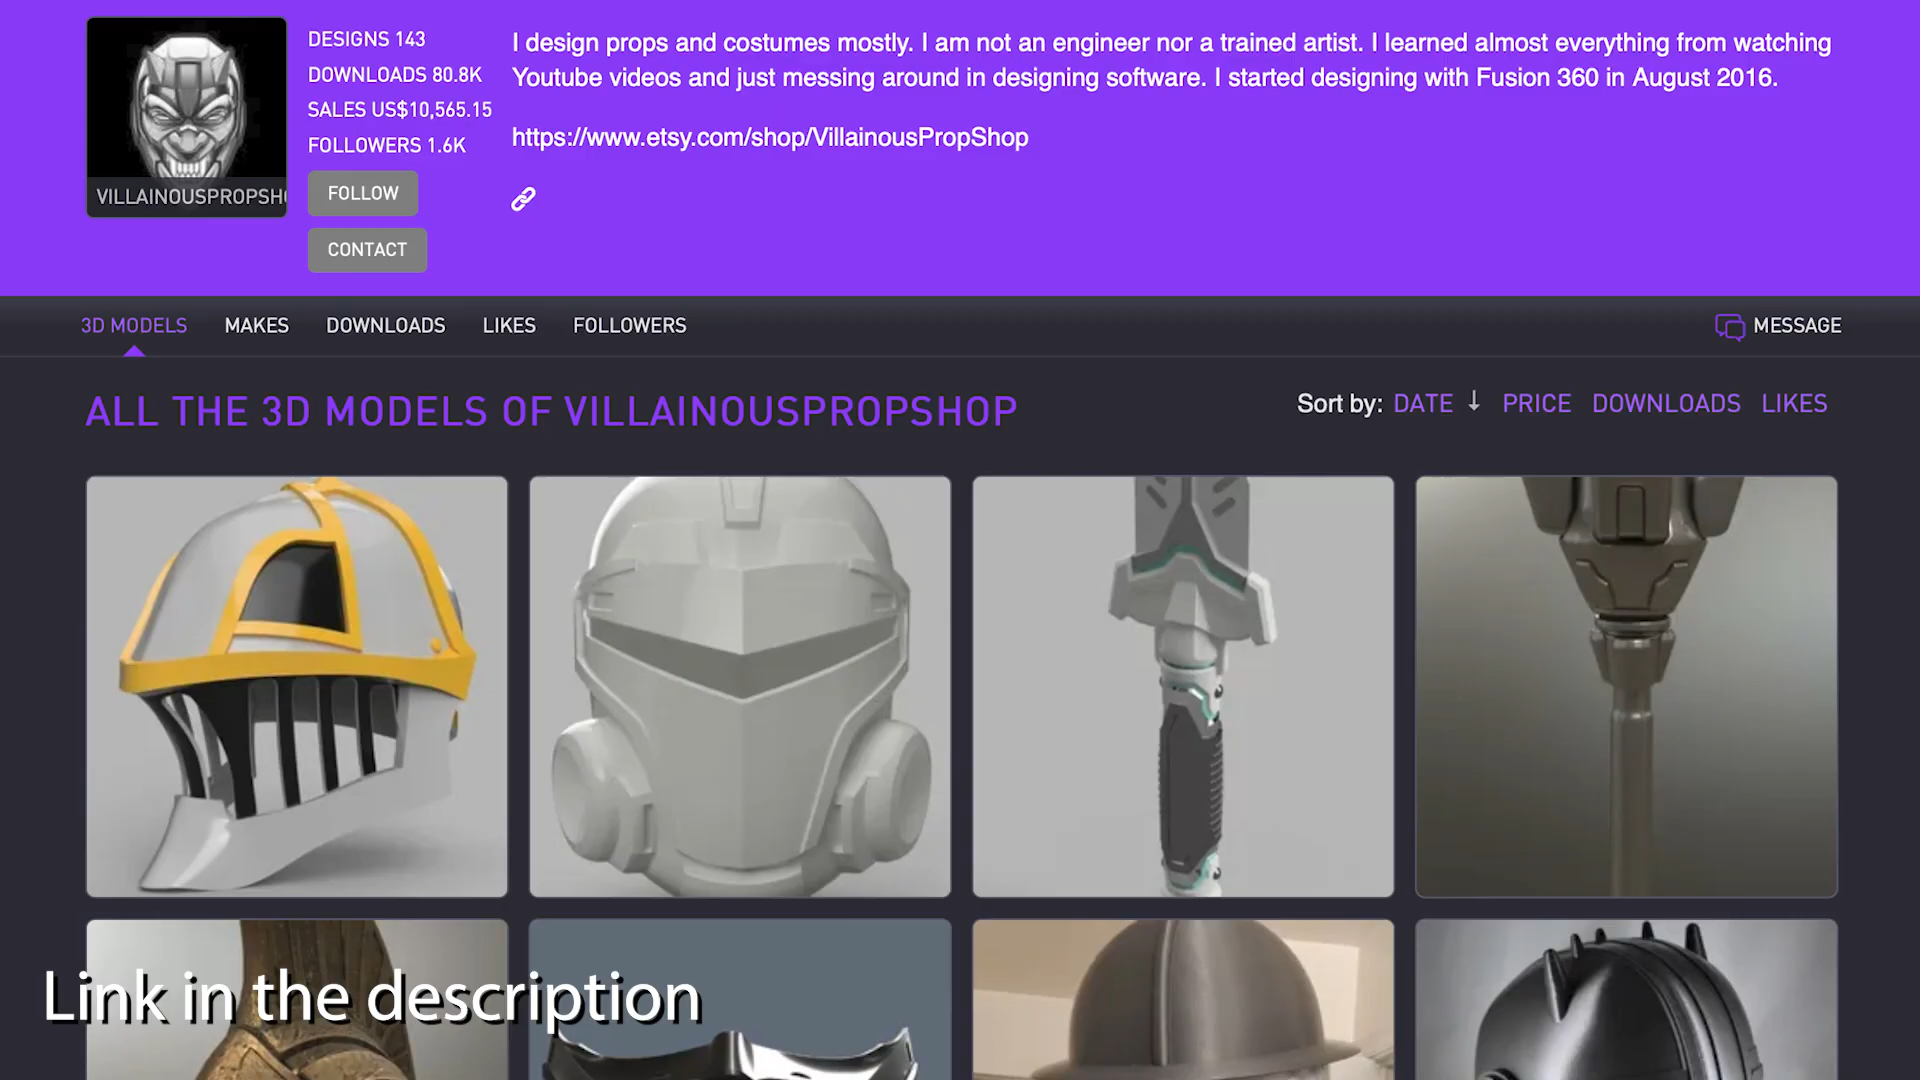 DESIGNS 143
DOWNLOADS 80.8K
SALES US$10,565.15
FOLLOWERS 1.6K
VILLAINOUSPROPSH
FOLLOW
CONTACT
I design props and costumes mostly. I am not an engineer nor a trained artist. I learned almost everything from watching
Youtube videos and just messing around in designing software. I started designing with Fusion 360 in August 2016.
https://www.etsy.com/shop/VillainousPropShop
3D MODELS MAKES DOWNLOADS LIKES FOLLOWERS MESSAGE
ALL THE 3D MODELS OF VILLAINOUSPROPSHOP
Sort by: DATE ↓ PRICE DOWNLOADS LIKES
Link in the description